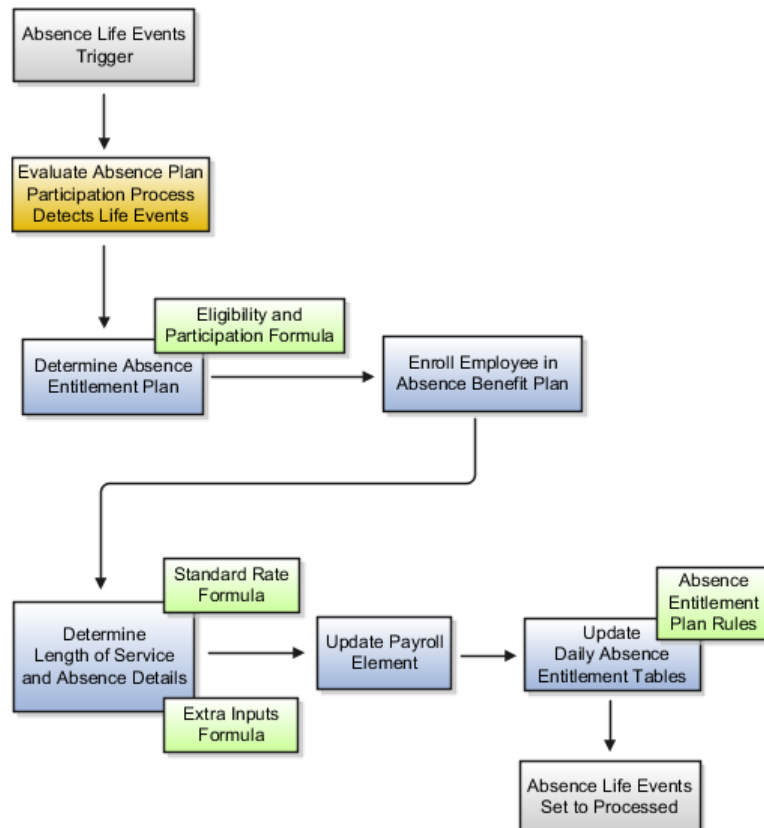 Absence Life Events
Trigger
Evaluate Absence Plan
Participation Process
Detects Life Events
Eligibility and
Participation Formula
Determine Absence
Entitlement Plan
Enroll Employee in
Absence Benefit Plan
Standard Rate
Formula
Determine
Length of Service
and Absence Details
Extra Inputs
Formula
Update Payroll
Element
Absence
Entitlement
Plan Rules
Update
Daily Absence
Entitlement Tables
Absence Life Events
Set to Processed